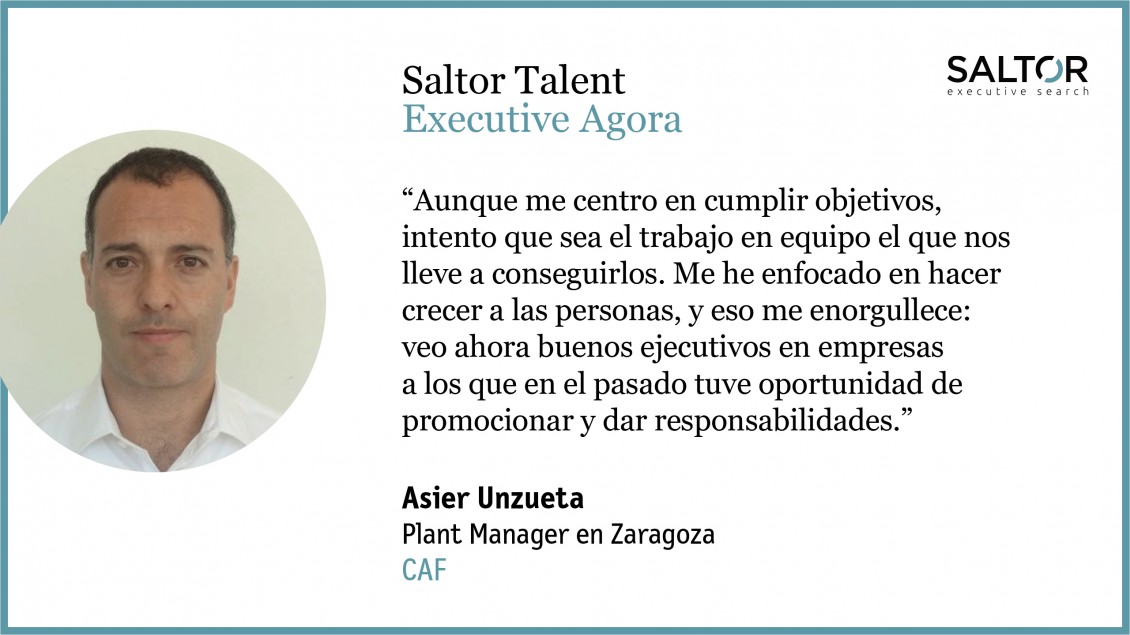 Saltor Talent
Executive Agora
SALTOR
executive search
“Aunque me centro en cumplir objetivos,
intento que sea el trabajo en equipo el que nos
lleve a conseguirlos. Me he enfocado en hacer
crecer a las personas, y eso me enorgullece:
veo ahora buenos ejecutivos en empresas
a los que en el pasado tuve oportunidad de
promocionar y dar responsabilidades.”
Asier Unzueta
Plant Manager en Zaragoza
CAF